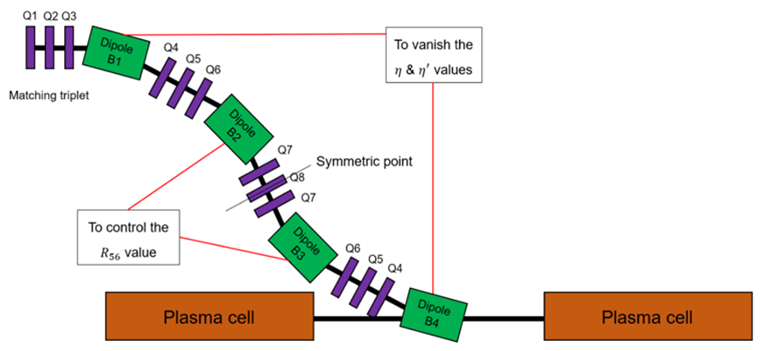 Q1 Q2 Q3
Dipole
B1
Matching triplet
Q4
Q5
Q6
To vanish the
η & η′ values
Dipole
B2
Q7
Q8
Q7
Symmetric point
To control the
R₅₆ value
Dipole
B3
Q6
Q5
Q4
Plasma cell
Dipole
B4
Plasma cell